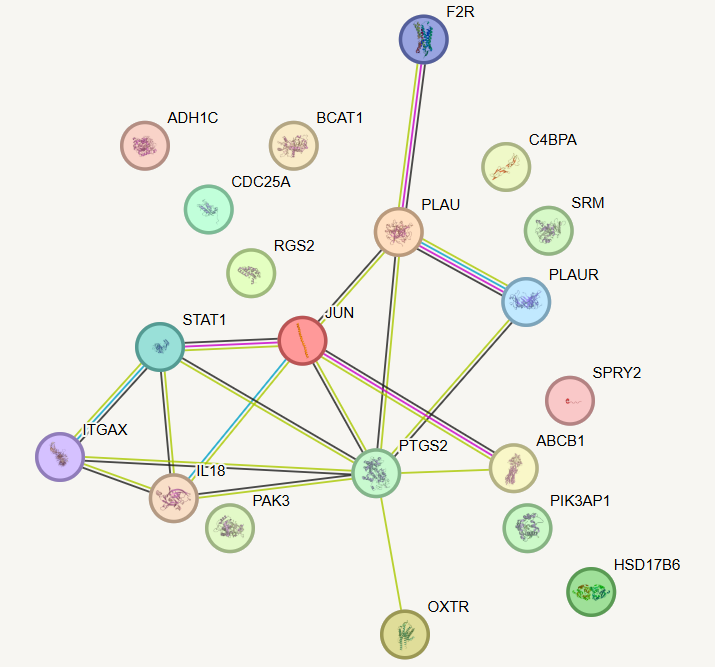 F2R
ADH1C
BCAT1
C4BPA
CDC25A
SRM
PLAU
RGS2
PLAUR
JUN
STAT1
SPRY2
ITGAX
PTGS2
ABCB1
IL18
PAK3
PIK3AP1
HSD17B6
OXTR